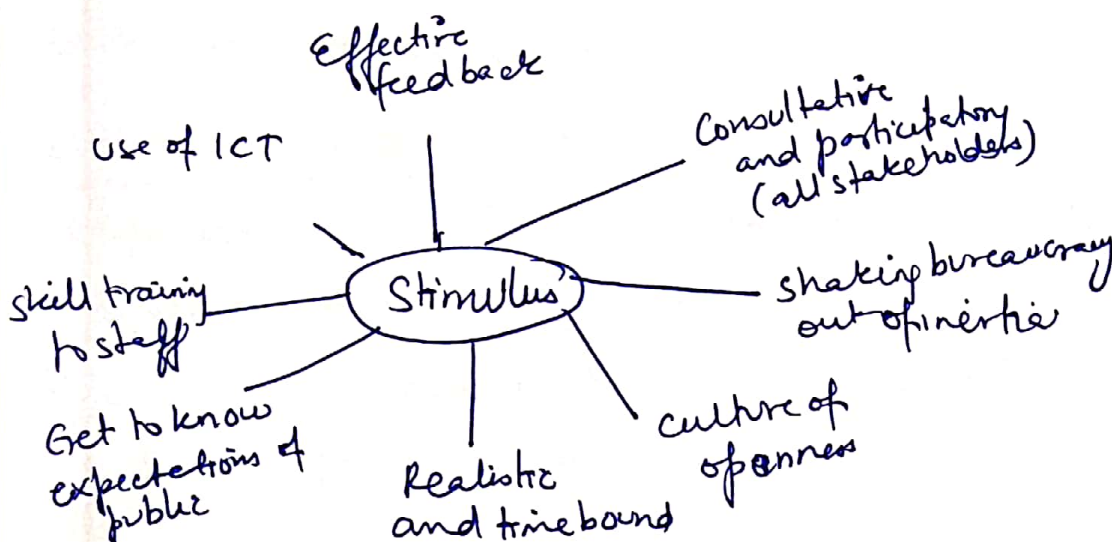 Effective
feedback
Use of ICT
Consultative
and participatory
(all stakeholders)
Skill training
to staff
Stimulus
Shaking bureaucracy
out of inertia
Get to know
expectations of
public
Realistic
and time bound
Culture of
openness